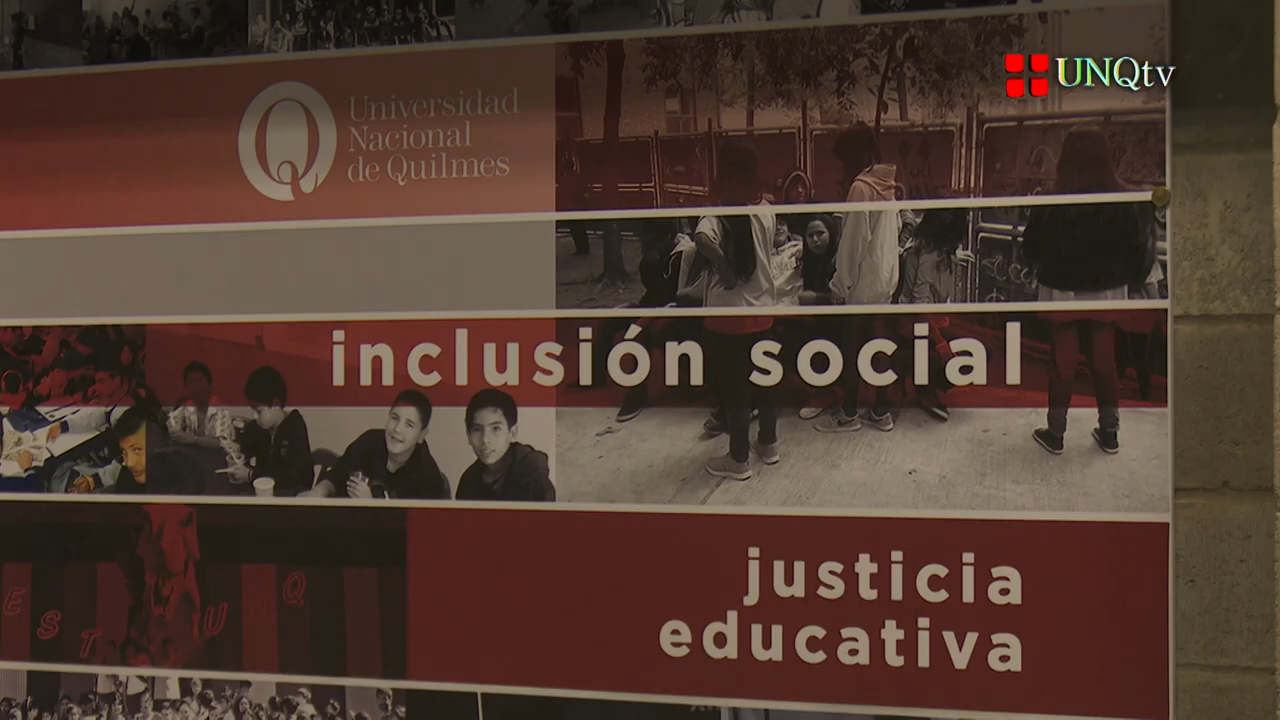 UNQtv
Universidad
Nacional
de Quilmes
inclusión social
justicia
educativa
E S T U Q